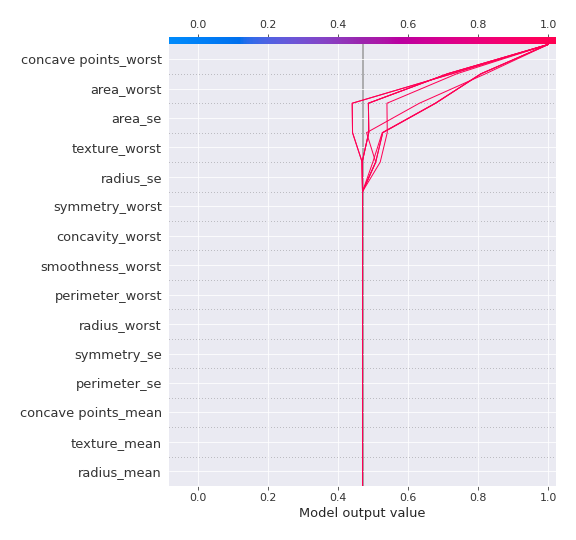 0.0 0.2 0.4 0.6 0.8 1.0
concave points_worst
area_worst
area_se
texture_worst
radius_se
symmetry_worst
concavity_worst
smoothness_worst
perimeter_worst
radius_worst
symmetry_se
perimeter_se
concave points_mean
texture_mean
radius_mean
0.0 0.2 0.4 0.6 0.8 1.0
Model output value